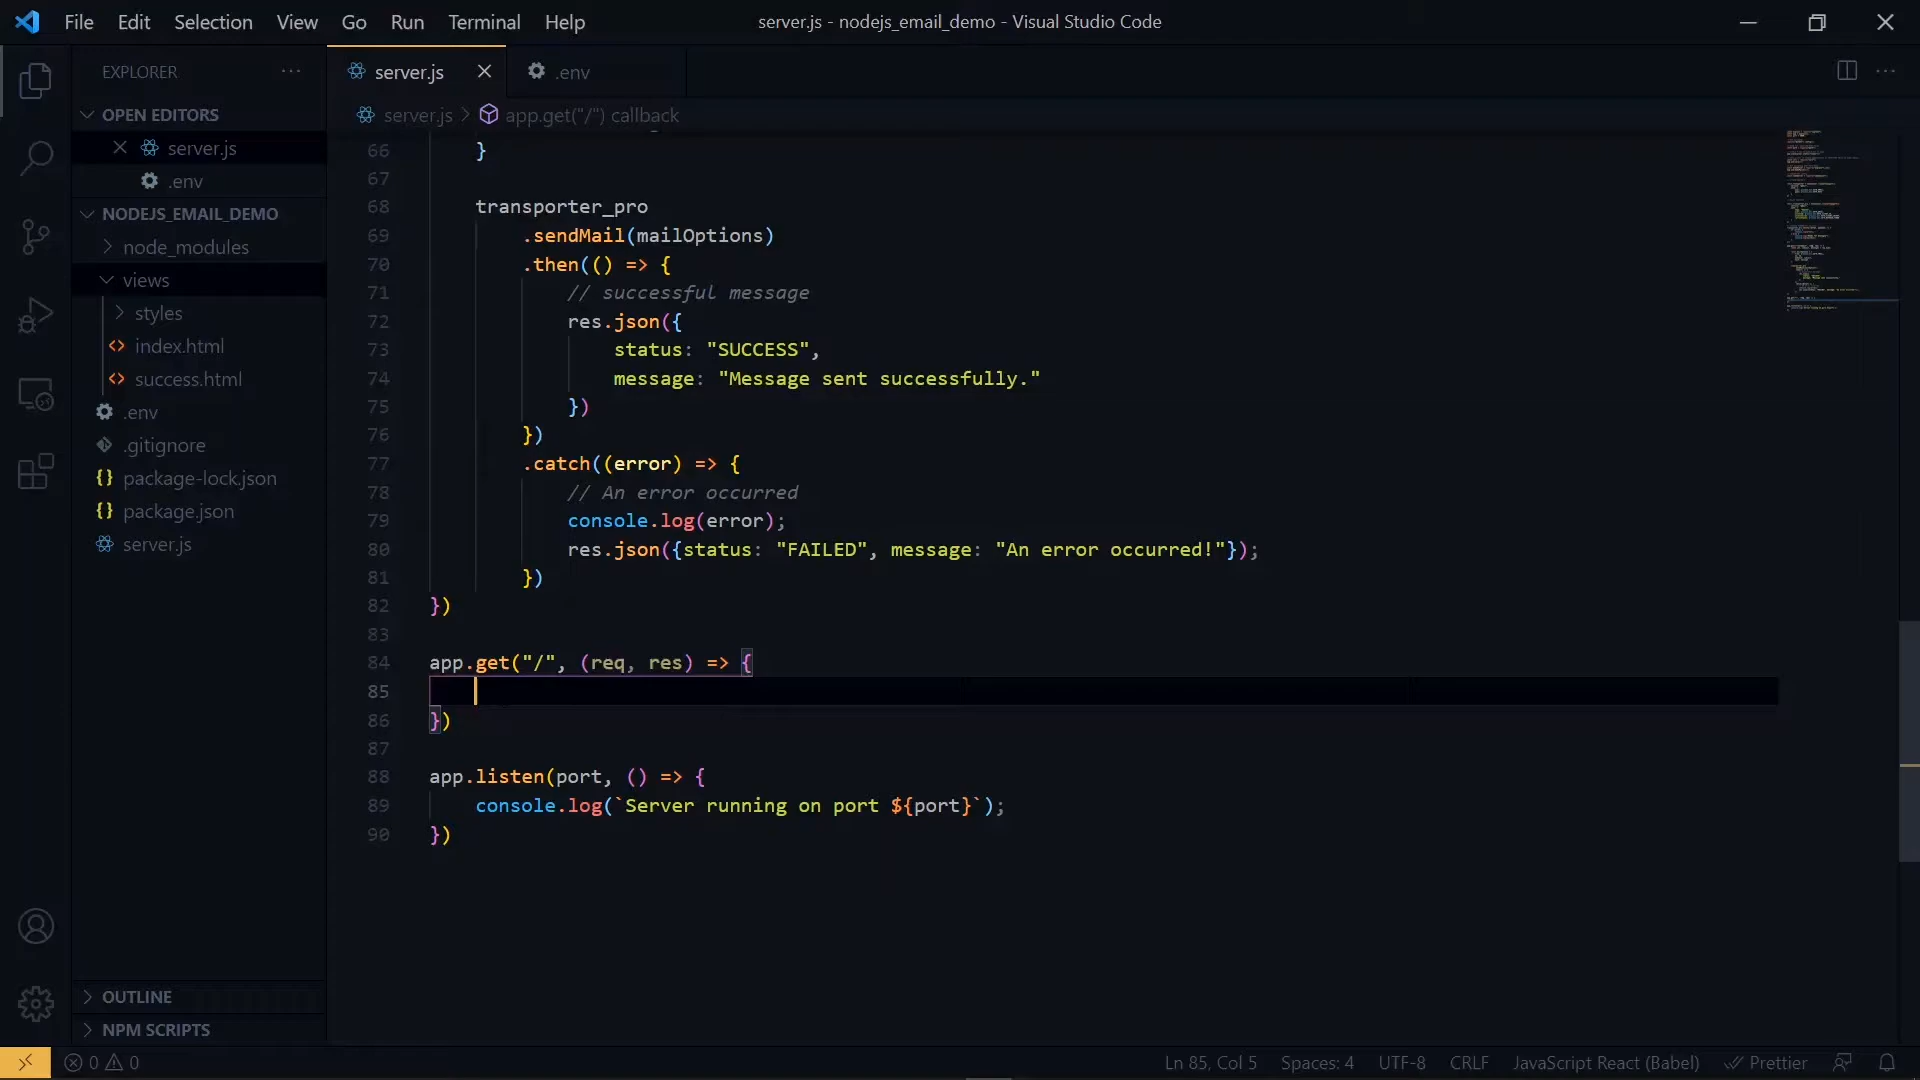 File Edit Selection View Go Run Terminal Help
server.js - nodejs_email_demo - Visual Studio Code
EXPLORER
OPEN EDITORS
server.js
.env
NODEJS_EMAIL_DEMO
node_modules
views
styles
index.html
success.html
.env
.gitignore
package-lock.json
package.json
server.js
OUTLINE
NPM SCRIPTS
server.js
.env
server.js > app.get("/") callback
66 }
67
68 transporter_pro
69 .sendMail(mailOptions)
70 .then(() => {
71 // successful message
72 res.json({
73 status: "SUCCESS",
74 message: "Message sent successfully."
75 })
76 })
77 .catch((error) => {
78 // An error occurred
79 console.log(error);
80 res.json({status: "FAILED", message: "An error occurred!"});
81 })
82 })
83
84 app.get("/", (req, res) => {
85
86 })
87
88 app.listen(port, () => {
89 console.log(`Server running on port ${port}`);
90 })
0 0
Ln 85, Col 5 Spaces: 4 UTF-8 CRLF JavaScript React (Babel) Prettier